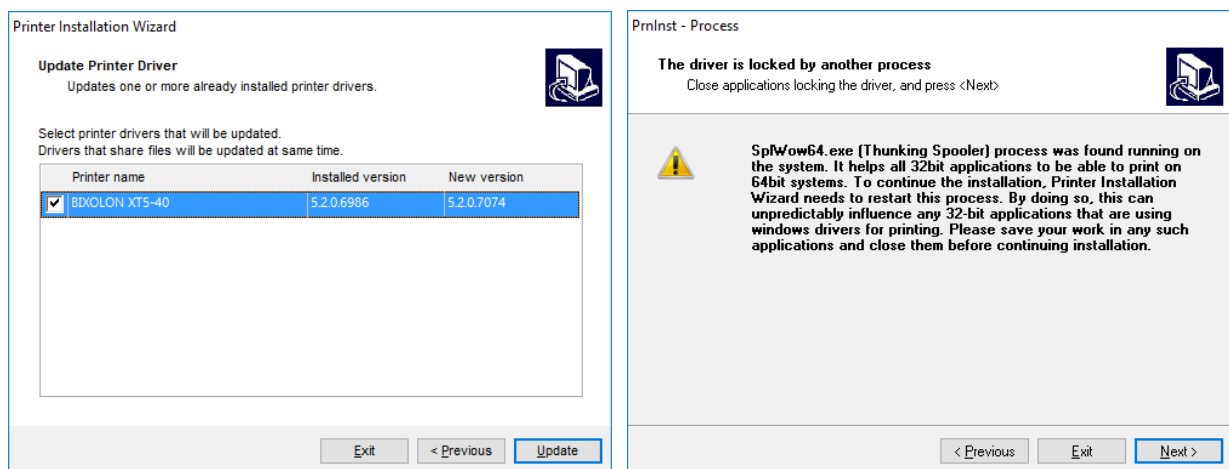 Printer Installation Wizard
Update Printer Driver
Updates one or more already installed printer drivers.
Select printer drivers that will be updated.
Drivers that share files will be updated at same time.
Printer name Installed version New version
BIXOLON XT5-40 5.2.0.6986 5.2.0.7074
Exit < Previous Update
PrnInst - Process
The driver is locked by another process
Close applications locking the driver, and press <Next>
SplWow64.exe (Thunking Spooler) process was found running on
the system. It helps all 32bit applications to be able to print on
64bit systems. To continue the installation, Printer Installation
Wizard needs to restart this process. By doing so, this can
unpredictably influence any 32-bit applications that are using
windows drivers for printing. Please save your work in any such
applications and close them before continuing installation.
< Previous Exit Next >